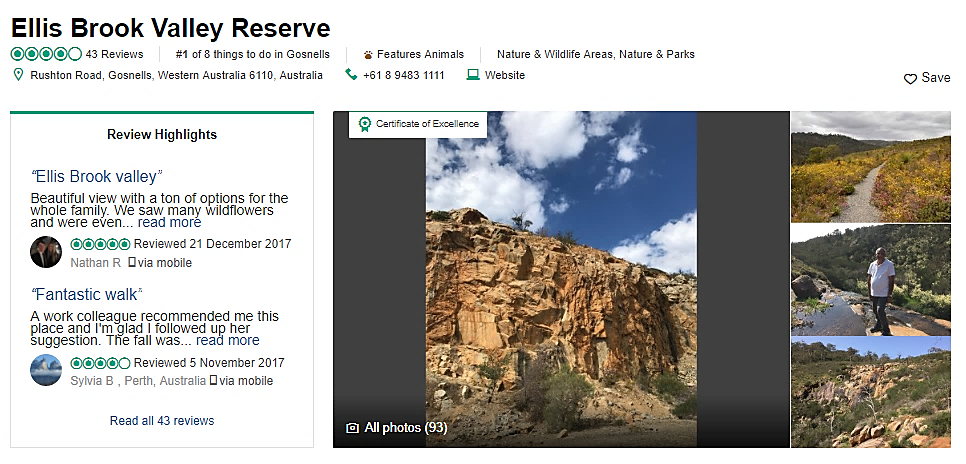 Ellis Brook Valley Reserve
43 Reviews #1 of 8 things to do in Gosnells Features Animals Nature & Wildlife Areas, Nature & Parks
Rushton Road, Gosnells, Western Australia 6110, Australia +61 8 9483 1111 Website
Save
Review Highlights
“Ellis Brook valley”
Beautiful view with a ton of options for the
whole family. We saw many wildflowers
and were even... read more
Reviewed 21 December 2017
Nathan R via mobile
“Fantastic walk”
A work colleague recommended me this
place and I'm glad I followed up her
suggestion. The fall was... read more
Reviewed 5 November 2017
Sylvia B , Perth, Australia via mobile
Read all 43 reviews
Certificate of Excellence
All photos (93)